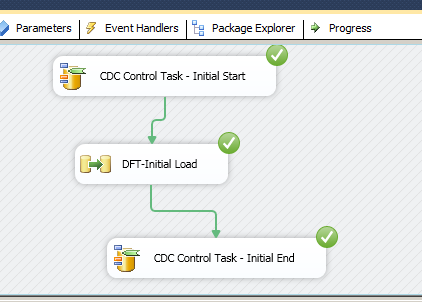 Parameters Event Handlers Package Explorer Progress
CDC Control Task - Initial Start
DFT-Initial Load
CDC Control Task - Initial End